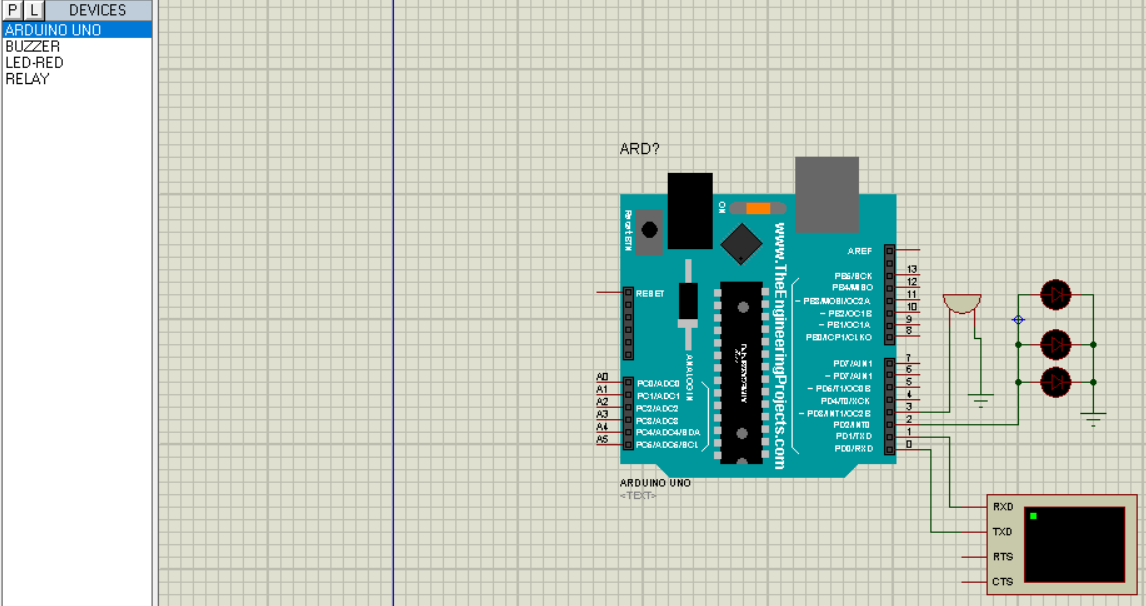 P L DEVICES
ARDUINO UNO
BUZZER
LED-RED
RELAY
ARD?
ON
Reset BTN
www.TheEngineeringProjects.com
AREF
13
PB5/SCK
12
PB4/MISO
11
~ PB3/MOSI/OC2A
10
~ PB2/OC1B
9
~ PB1/OC1A
8
PB0/ICP1/CLKO
RESET
ANALOG IN
7
PD7/AIN1
6
~ PD7/AIN1
5
~ PD5/T1/OC0B
4
PD4/T0/XCK
3
~ PD3/INT1/OC2B
2
PD2/INT0
1
PD1/TXD
0
PD0/RXD
A0
PC0/ADC0
A1
PC1/ADC1
A2
PC2/ADC2
A3
PC3/ADC3
A4
PC4/ADC4/SDA
A5
PC5/ADC5/SCL
ARDUINO UNO
<TEXT>
RXD
TXD
RTS
CTS